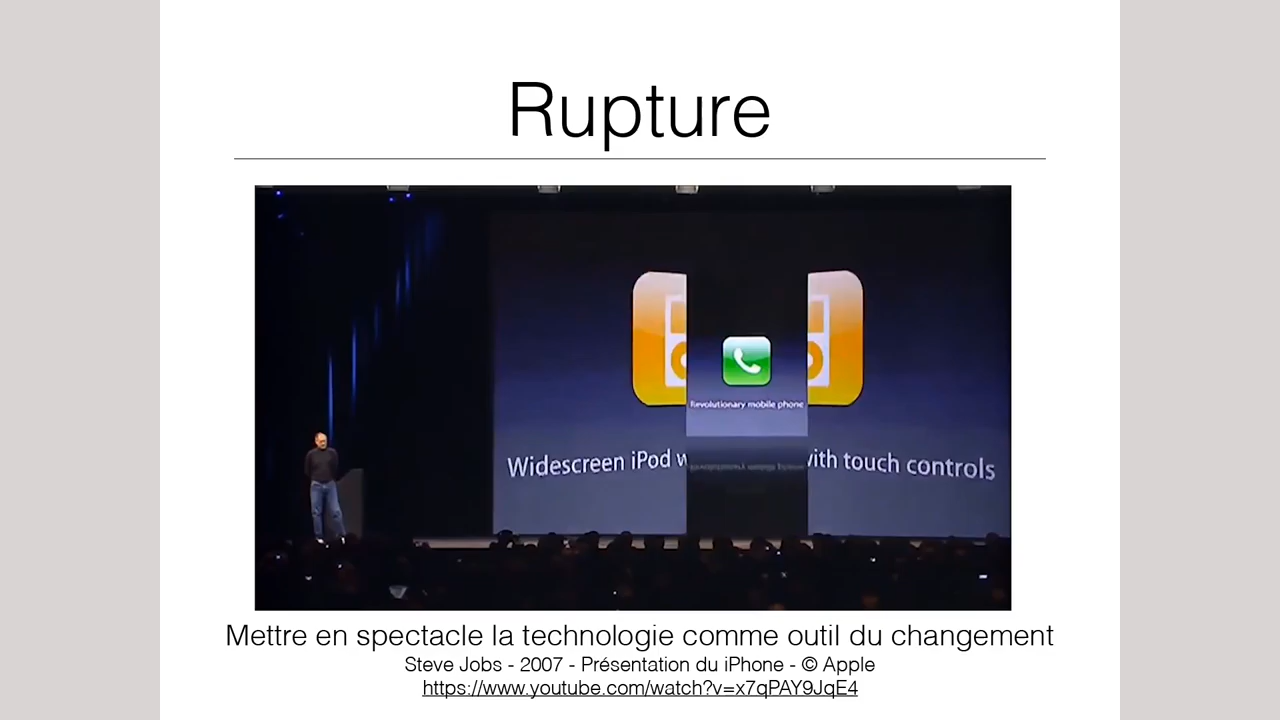 Rupture
Revolutionary mobile phone
Widescreen iPod w
ith touch controls
Mettre en spectacle la technologie comme outil du changement
Steve Jobs - 2007 - Présentation du iPhone - © Apple
https://www.youtube.com/watch?v=x7qPAY9JqE4